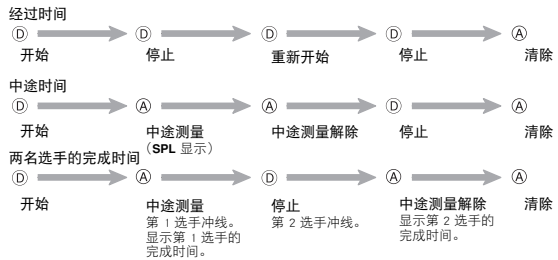 经过时间
Ⓓ Ⓓ Ⓓ Ⓓ Ⓐ
开始 停止 重新开始 停止 清除
中途时间
Ⓓ Ⓐ Ⓐ Ⓓ Ⓐ
开始 中途测量 中途测量解除 停止 清除
（SPL 显示）
两名选手的完成时间
Ⓓ Ⓐ Ⓓ Ⓐ Ⓐ
开始 中途测量 停止 中途测量解除 清除
第 1 选手冲线。 第 2 选手冲线。 显示第 2 选手的
显示第 1 选手的 完成时间。
完成时间。